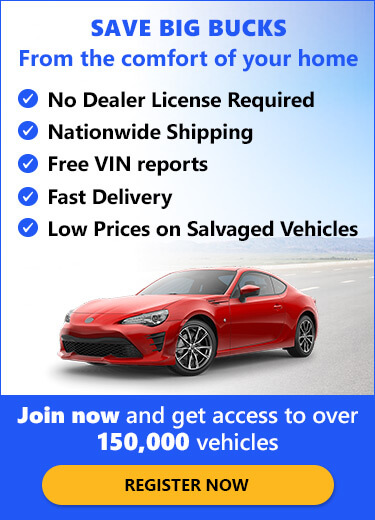 SAVE BIG BUCKS
From the comfort of your home
No Dealer License Required
Nationwide Shipping
Free VIN reports
Fast Delivery
Low Prices on Salvaged Vehicles
Join now and get access to over
150,000 vehicles
REGISTER NOW